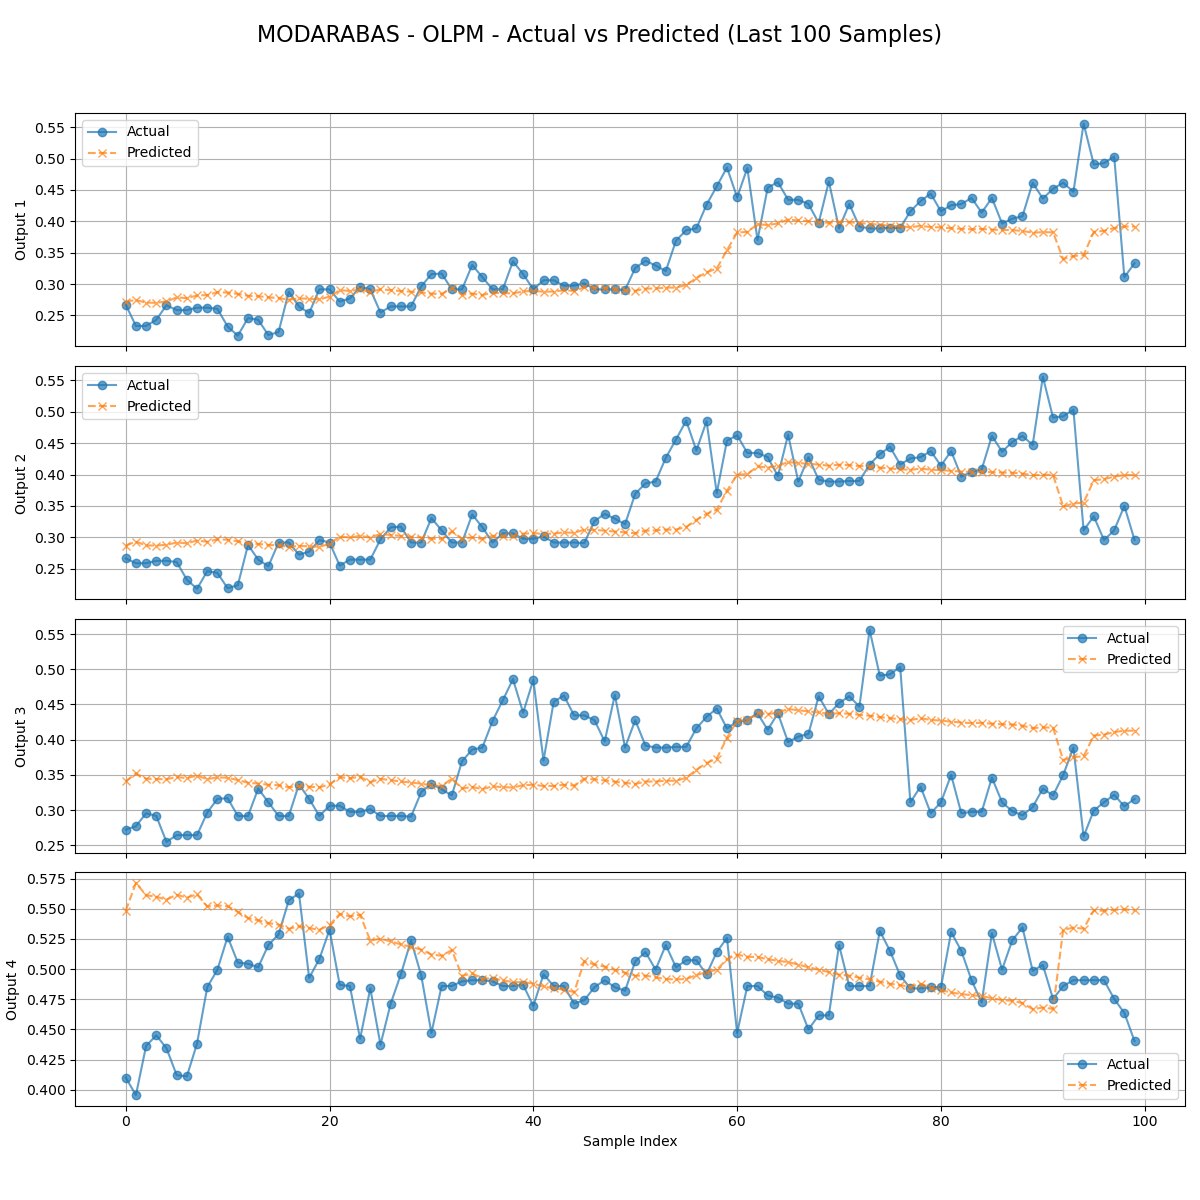 MODARABAS - OLPM - Actual vs Predicted (Last 100 Samples)
Actual
Predicted
0.55
0.50
0.45
0.40
0.35
0.30
0.25
Output 1
Actual
Predicted
0.55
0.50
0.45
0.40
0.35
0.30
0.25
Output 2
Actual
Predicted
0.55
0.50
0.45
0.40
0.35
0.30
0.25
Output 3
0.575
0.550
0.525
0.500
0.475
0.450
0.425
0.400
Output 4
Actual
Predicted
0 20 40 60 80 100
Sample Index